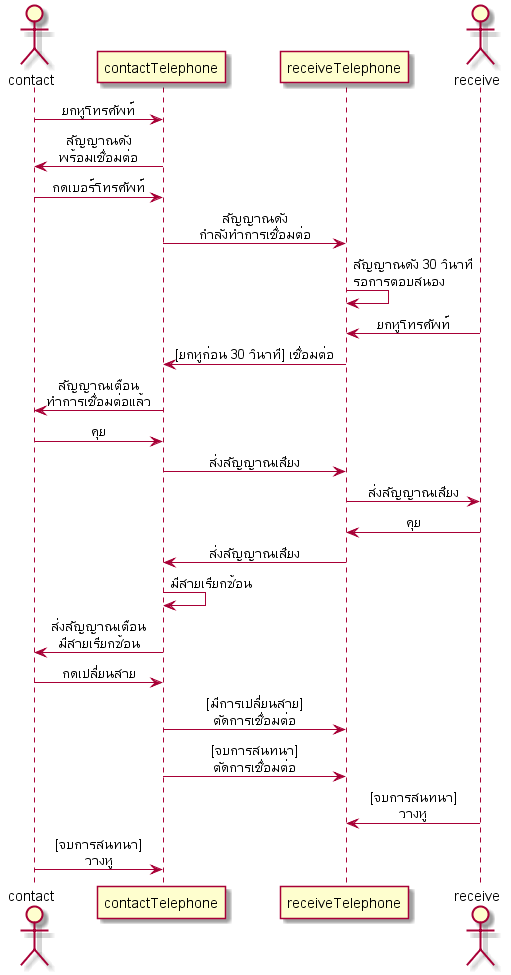 contact
contactTelephone
receiveTelephone
receive
ยกหูโทรศัพท์
สัญญาณดัง
พร้อมเชื่อมต่อ
กดเบอร์โทรศัพท์
สัญญาณดัง
กำลังทำการเชื่อมต่อ
สัญญาณดัง 30 วินาที
รอการตอบสนอง
ยกหูโทรศัพท์
[ยกหูก่อน 30 วินาที] เชื่อมต่อ
สัญญาณเตือน
ทำการเชื่อมต่อแล้ว
คุย
ส่งสัญญาณเสียง
ส่งสัญญาณเสียง
คุย
ส่งสัญญาณเสียง
มีสายเรียกซ้อน
ส่งสัญญาณเตือน
มีสายเรียกซ้อน
กดเปลี่ยนสาย
[มีการเปลี่ยนสาย]
ตัดการเชื่อมต่อ
[จบการสนทนา]
ตัดการเชื่อมต่อ
[จบการสนทนา]
วางหู
[จบการสนทนา]
วางหู
contact
contactTelephone
receiveTelephone
receive